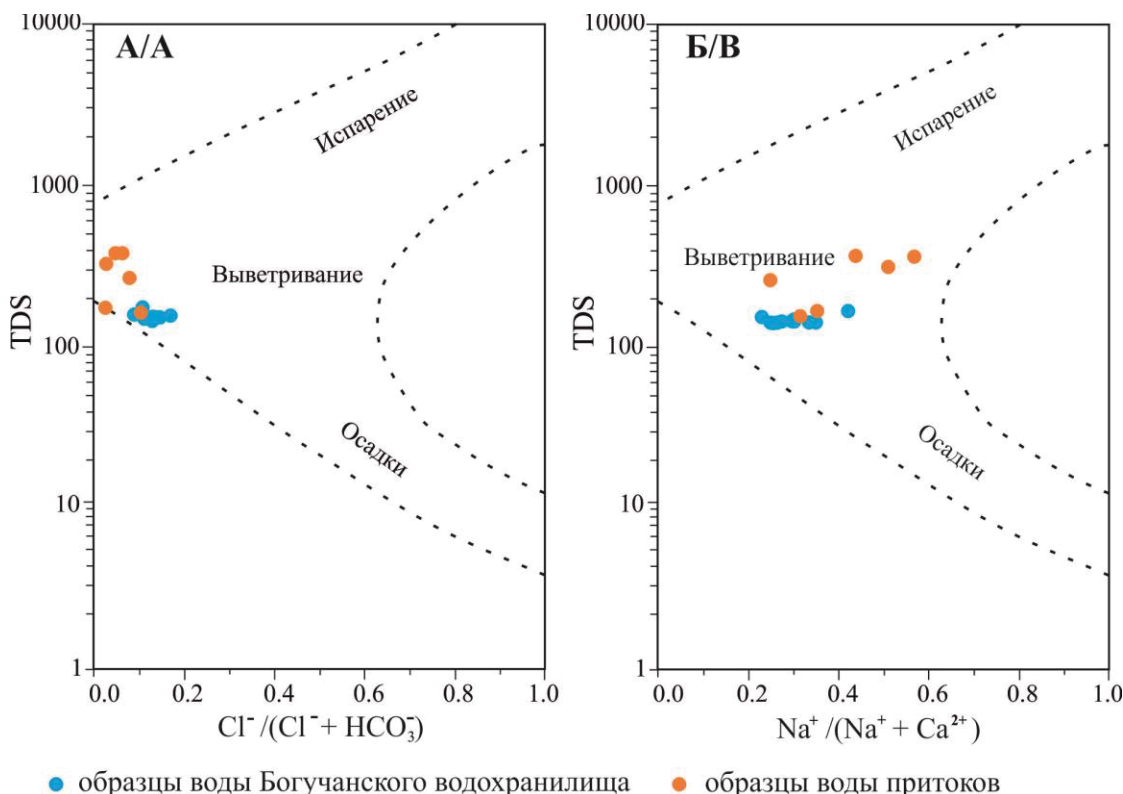 А/А
10000
1000
100
10
1
TDS
Испарение
Выветривание
Осадки
0.0 0.2 0.4 0.6 0.8 1.0
Cl⁻/(Cl⁻ + HCO₃⁻)
Б/В
10000
1000
100
10
1
TDS
Испарение
Выветривание
Осадки
0.0 0.2 0.4 0.6 0.8 1.0
Na⁺/(Na⁺ + Ca²⁺)
образцы воды Богучанского водохранилища
образцы воды притоков